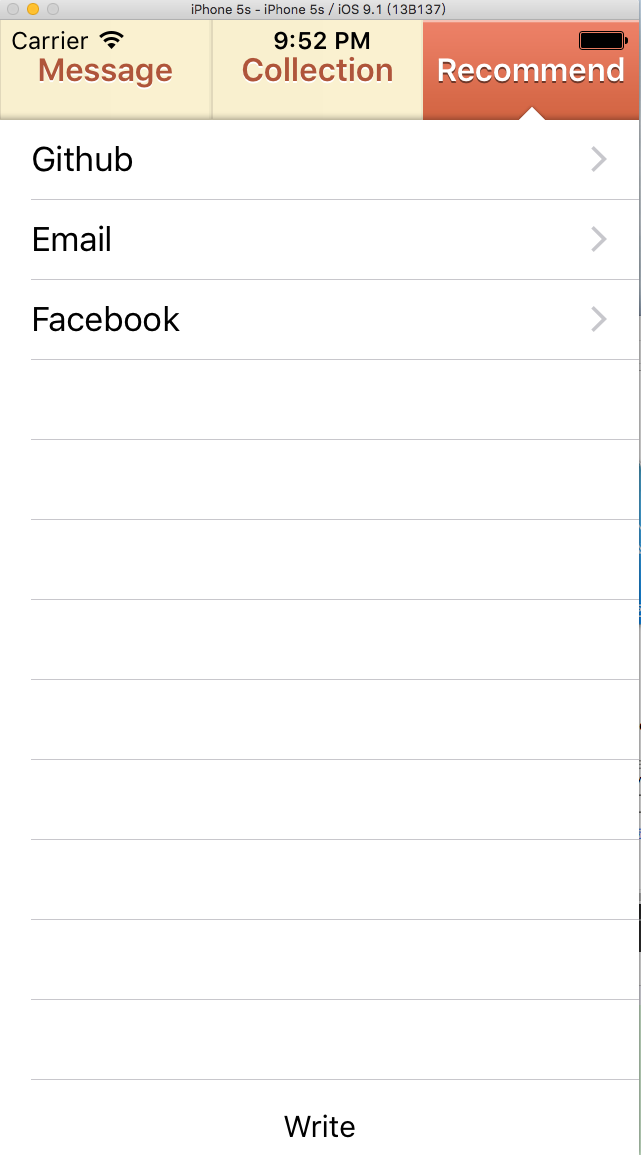 iPhone 5s - iPhone 5s / iOS 9.1 (13B137)
Carrier 9:52 PM
Message Collection Recommend
Github
Email
Facebook
Write